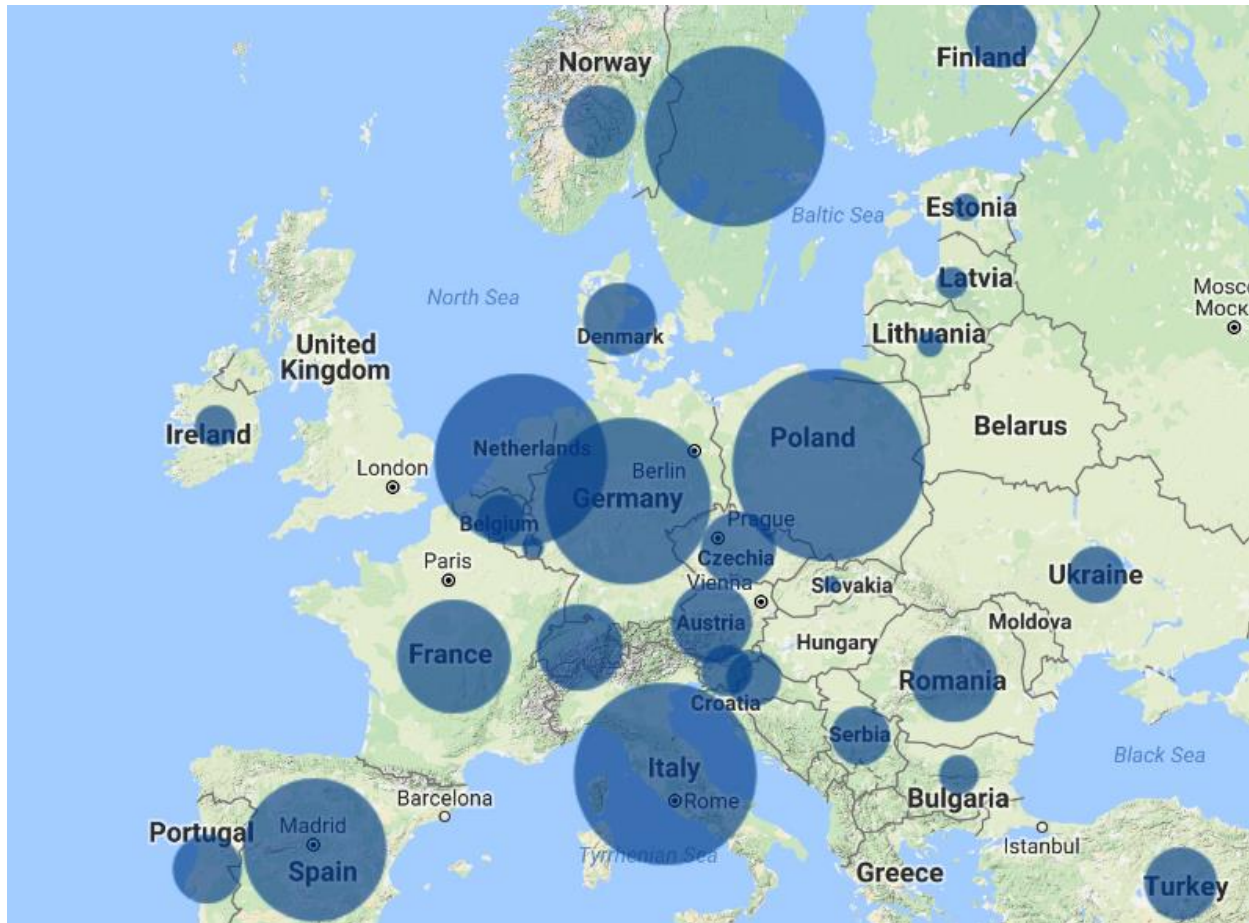 Norway
Finland
Baltic Sea
Estonia
Latvia
North Sea
Mosco
Моск
Denmark
Lithuania
United
Kingdom
Ireland
Belarus
Netherlands
Poland
London
Berlin
Germany
Belgium
Prague
Czechia
Paris
Vienna
Slovakia
Ukraine
Austria
Hungary
Moldova
France
Romania
Croatia
Serbia
Black Sea
Italy
Barcelona
Rome
Bulgaria
Portugal
Madrid
Istanbul
Tyrrhenian Sea
Spain
Greece
Turkey